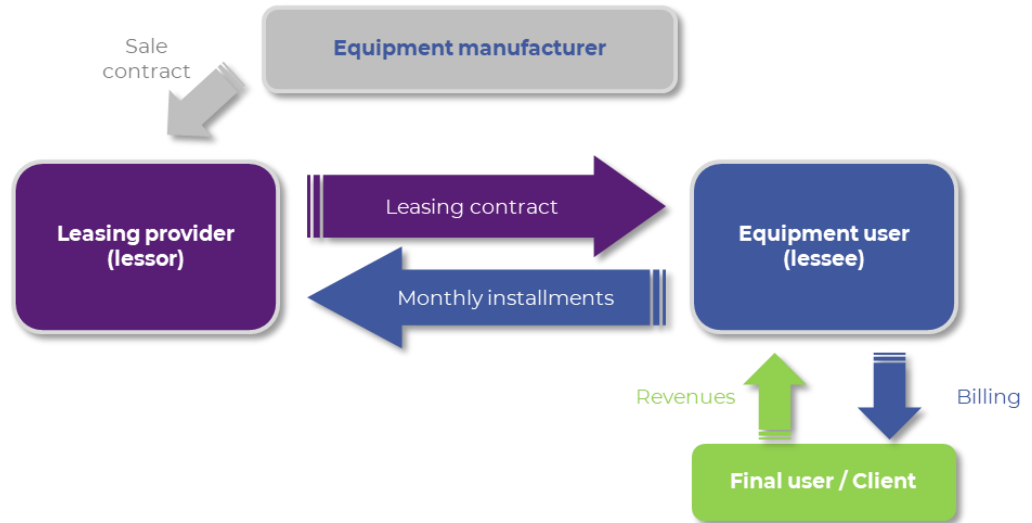 Sale
contract
Equipment manufacturer
Leasing provider
(lessor)
Leasing contract
Monthly installments
Equipment user
(lessee)
Revenues
Billing
Final user / Client